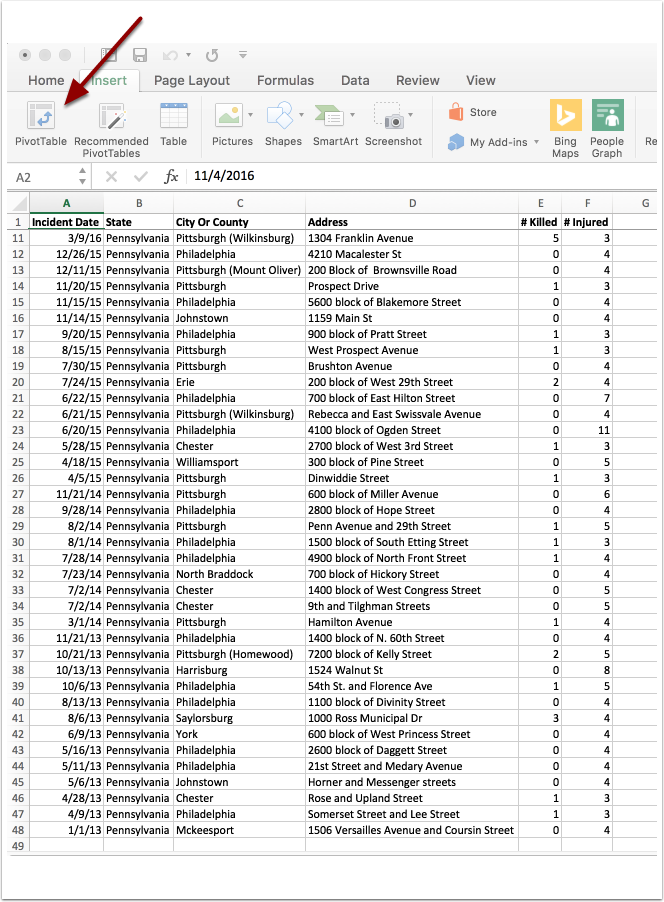 Home Insert Page Layout Formulas Data Review View
PivotTable Recommended PivotTables Table Pictures Shapes SmartArt Screenshot Store My Add-ins Bing Maps People Graph Re
A2 fx 11/4/2016
A B C D E F G
1 Incident Date State City Or County Address # Killed # Injured
11 3/9/16 Pennsylvania Pittsburgh (Wilkinsburg) 1304 Franklin Avenue 5 3
12 12/26/15 Pennsylvania Philadelphia 4210 Macalester St 0 4
13 12/11/15 Pennsylvania Pittsburgh (Mount Oliver) 200 Block of  Brownsville Road 0 4
14 11/20/15 Pennsylvania Pittsburgh Prospect Drive 1 3
15 11/15/15 Pennsylvania Philadelphia 5600 block of Blakemore Street 0 4
16 11/14/15 Pennsylvania Johnstown 1159 Main St 0 4
17 9/20/15 Pennsylvania Philadelphia 900 block of Pratt Street 1 3
18 8/15/15 Pennsylvania Pittsburgh West Prospect Avenue 1 3
19 7/30/15 Pennsylvania Pittsburgh Brushton Avenue 0 4
20 7/24/15 Pennsylvania Erie 200 block of West 29th Street 2 4
21 6/22/15 Pennsylvania Philadelphia 700 block of East Hilton Street 0 7
22 6/21/15 Pennsylvania Pittsburgh (Wilkinsburg) Rebecca and East Swissvale Avenue 0 4
23 6/20/15 Pennsylvania Philadelphia 4100 block of Ogden Street 0 11
24 5/28/15 Pennsylvania Chester 2700 block of West 3rd Street 1 3
25 4/18/15 Pennsylvania Williamsport 300 block of Pine Street 0 5
26 4/5/15 Pennsylvania Pittsburgh Dinwiddie Street 1 3
27 11/21/14 Pennsylvania Pittsburgh 600 block of Miller Avenue 0 6
28 9/28/14 Pennsylvania Philadelphia 2800 block of Hope Street 0 4
29 8/2/14 Pennsylvania Pittsburgh Penn Avenue and 29th Street 1 5
30 8/1/14 Pennsylvania Philadelphia 1500 block of South Etting Street 1 3
31 7/28/14 Pennsylvania Philadelphia 4900 block of North Front Street 1 4
32 7/23/14 Pennsylvania North Braddock 700 block of Hickory Street 0 4
33 7/2/14 Pennsylvania Chester 1400 block of West Congress Street 0 5
34 7/2/14 Pennsylvania Chester 9th and Tilghman Streets 0 5
35 3/1/14 Pennsylvania Pittsburgh Hamilton Avenue 1 4
36 11/21/13 Pennsylvania Philadelphia 1400 block of N. 60th Street 0 4
37 10/21/13 Pennsylvania Pittsburgh (Homewood) 7200 block of Kelly Street 2 5
38 10/13/13 Pennsylvania Harrisburg 1524 Walnut St 0 8
39 10/6/13 Pennsylvania Philadelphia 54th St. and Florence Ave 1 5
40 8/13/13 Pennsylvania Philadelphia 1100 block of Divinity Street 0 4
41 8/6/13 Pennsylvania Saylorsburg 1000 Ross Municipal Dr 3 4
42 6/9/13 Pennsylvania York 600 block of West Princess Street 0 4
43 5/16/13 Pennsylvania Philadelphia 2600 block of Daggett Street 0 4
44 5/11/13 Pennsylvania Philadelphia 21st Street and Medary Avenue 0 4
45 5/6/13 Pennsylvania Johnstown Horner and Messenger streets 0 4
46 4/28/13 Pennsylvania Chester Rose and Upland Street 1 3
47 4/9/13 Pennsylvania Philadelphia Somerset Street and Lee Street 1 3
48 1/1/13 Pennsylvania Mckeesport 1506 Versailles Avenue and Coursin Street 0 4
49